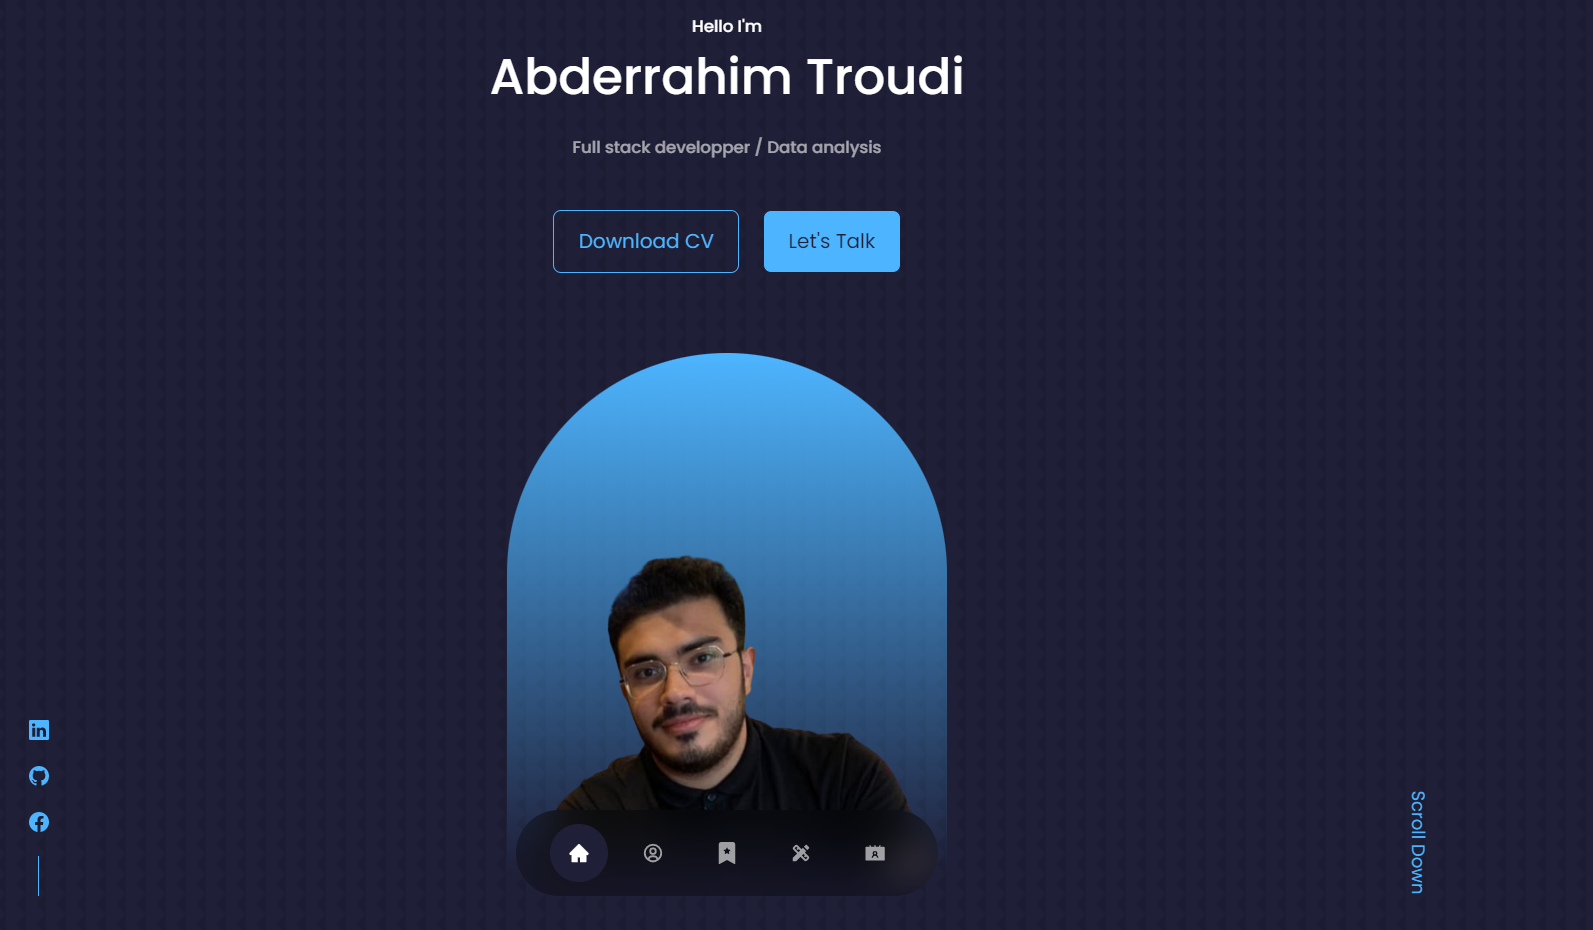 Hello I'm
Abderrahim Troudi
Full stack developper / Data analysis
Download CV
Let's Talk
Scroll Down